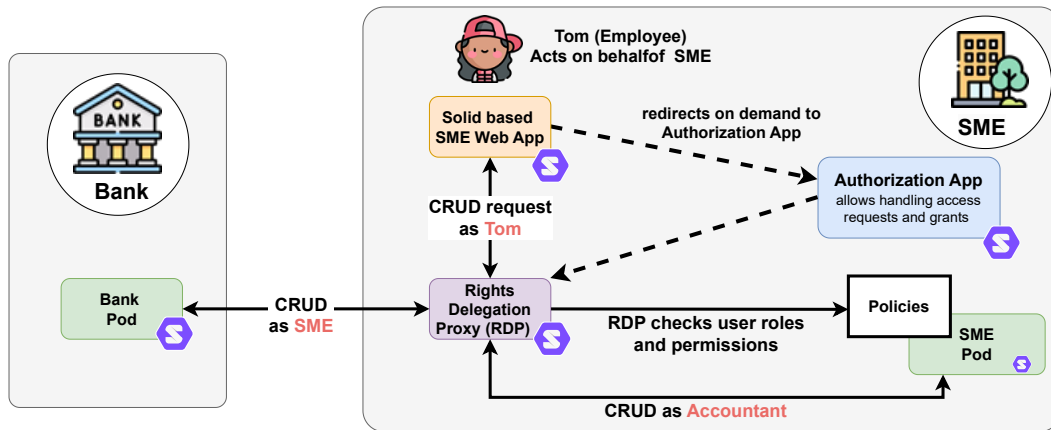 Tom (Employee)
Acts on behalfof SME
BANK
Bank
SME
Solid based
SME Web App
redirects on demand to
Authorization App
Authorization App
allows handling access
requests and grants
CRUD request
as Tom
Bank
Pod
CRUD
as SME
Rights
Delegation
Proxy (RDP)
RDP checks user roles
and permissions
Policies
SME
Pod
CRUD as Accountant